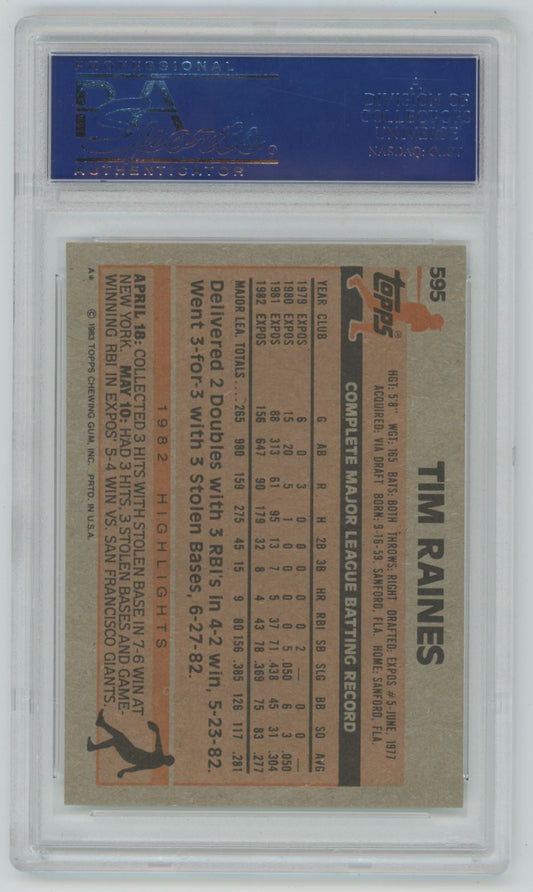 PROFESSIONAL
PSA
Sports
AUTHENTICATOR
A
DIVISION OF
COLLECTORS
UNIVERSE
NASDAQ: CLCT
595
topps®
TIM RAINES
HGT: 5'8" WGT: 165 BATS: BOTH THROWS: RIGHT DRAFTED: EXPOS #5-JUNE, 1977
ACQUIRED: VIA DRAFT BORN: 9-16-59, SANFORD, FLA. HOME: SANFORD, FLA.
COMPLETE MAJOR LEAGUE BATTING RECORD
YEAR CLUB G AB R H 2B 3B HR RBI SB SLG BB SO AVG
1979 EXPOS 6 0 3 0 0 0 0 0 2 — 0 0 —
1980 EXPOS 15 20 5 1 0 0 0 0 5 .050 6 3 .050
1981 EXPOS 88 313 61 95 13 7 5 37 71 .438 45 31 .304
1982 EXPOS 156 647 90 179 32 8 4 43 78 .369 75 83 .277
MAJOR LEA. TOTALS.... 265 980 159 275 45 15 9 80 156 .385 126 117 .281
Delivered 2 Doubles with 3 RBI's in 4-2 win, 5-23-82.
Went 3-for-3 with 3 Stolen Bases, 6-27-82.
1982 HIGHLIGHTS
APRIL 18: COLLECTED 3 HITS WITH STOLEN BASE IN 7-6 WIN AT
NEW YORK. MAY 10: HAD 3 HITS, 3 STOLEN BASES AND GAME-
WINNING RBI IN EXPOS' 5-4 WIN VS. SAN FRANCISCO GIANTS.
A* © 1983 TOPPS CHEWING GUM, INC. PRTD. IN U.S.A.